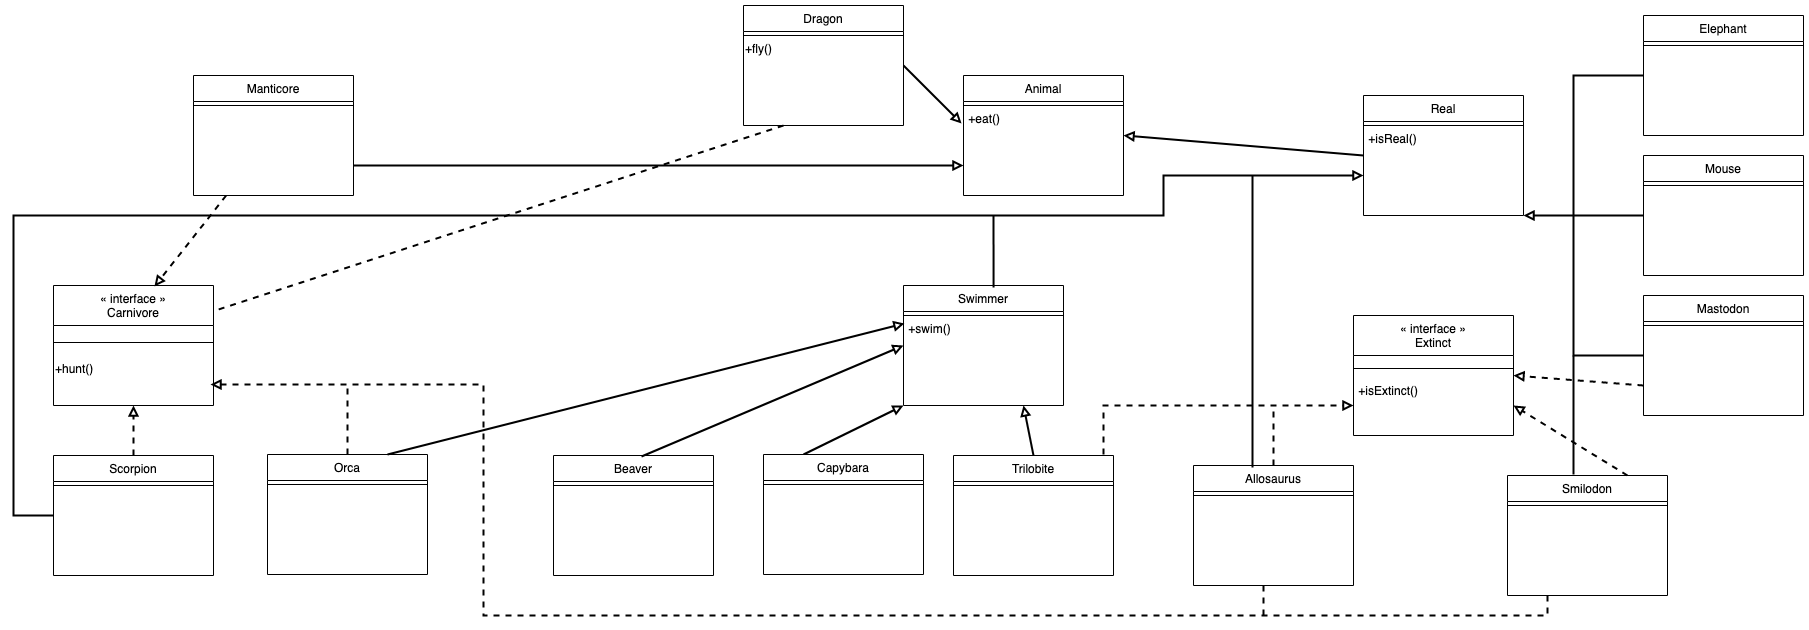 Dragon
+fly()
Elephant
Manticore
Animal
+eat()
Real
+isReal()
Mouse
« interface »
Carnivore
+hunt()
Swimmer
+swim()
« interface »
Extinct
+isExtinct()
Mastodon
Scorpion
Orca
Beaver
Capybara
Trilobite
Allosaurus
Smilodon